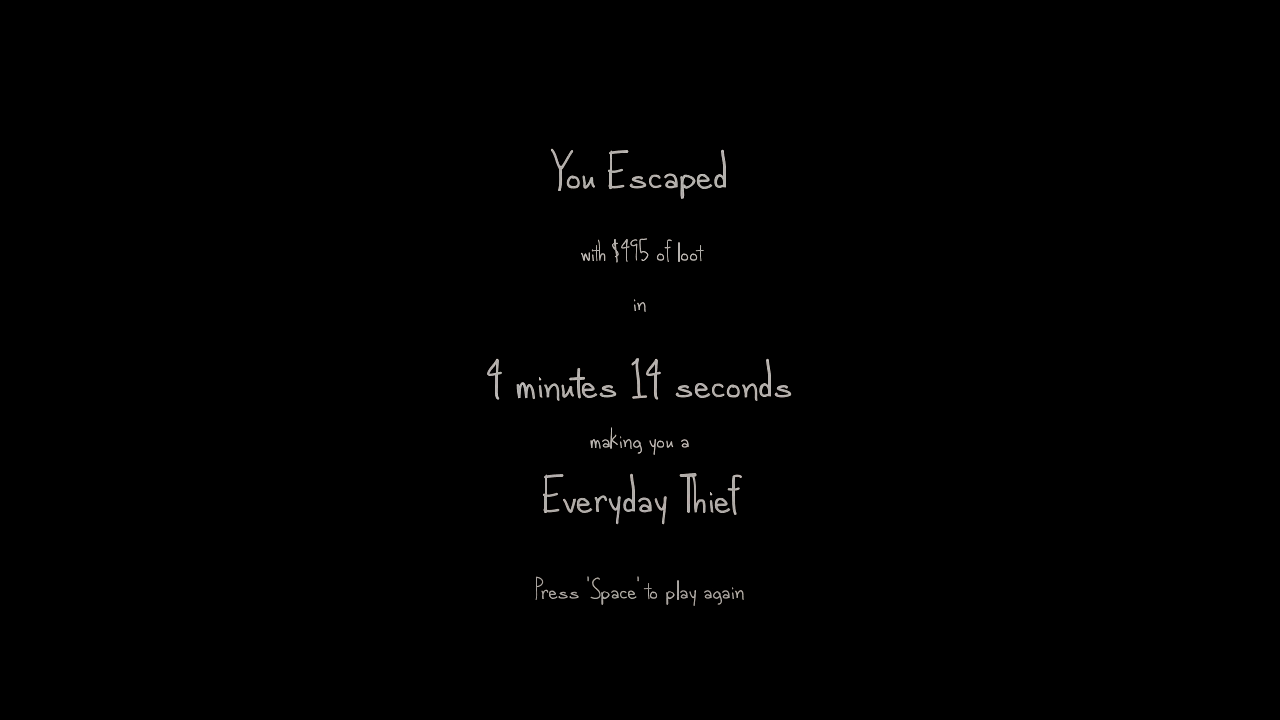 You Escaped
with $495 of loot
in
4 minutes 14 seconds
making you a
Everyday Thief
Press 'Space' to play again